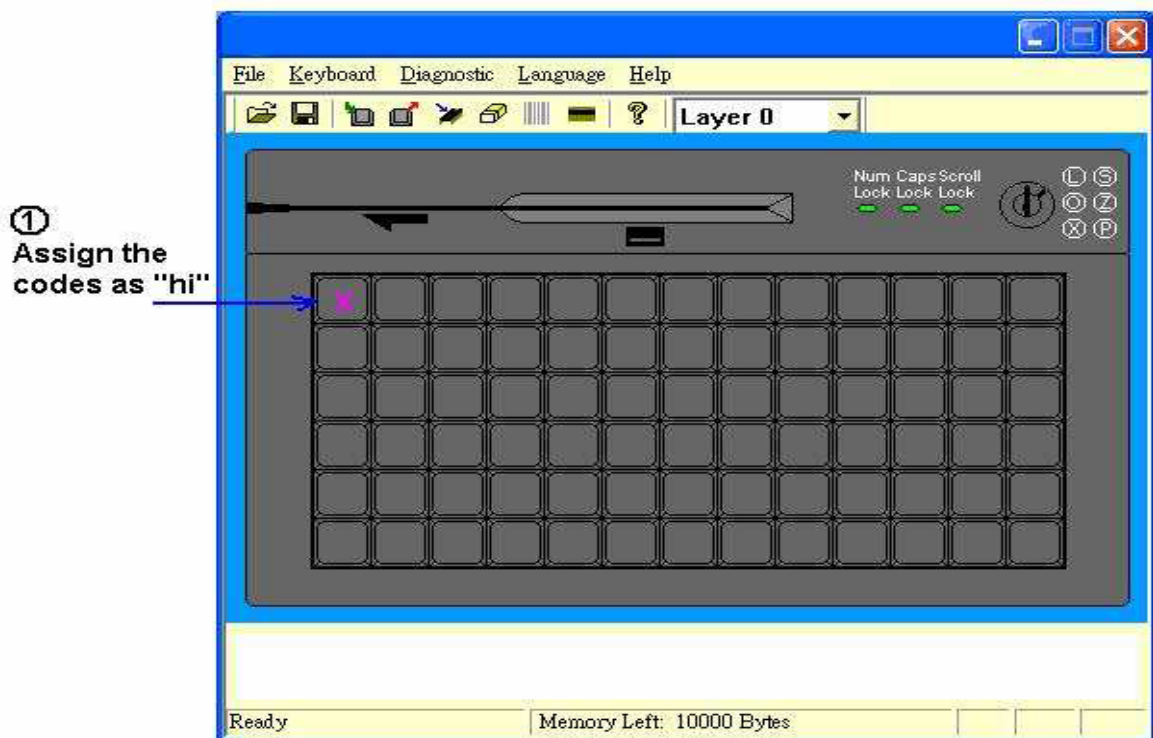 File Keyboard Diagnostic Language Help
Layer 0
Num Caps Scroll
Lock Lock Lock
L S
O Z
X P
①
Assign the
codes as "hi"
X
Ready Memory Left: 10000 Bytes